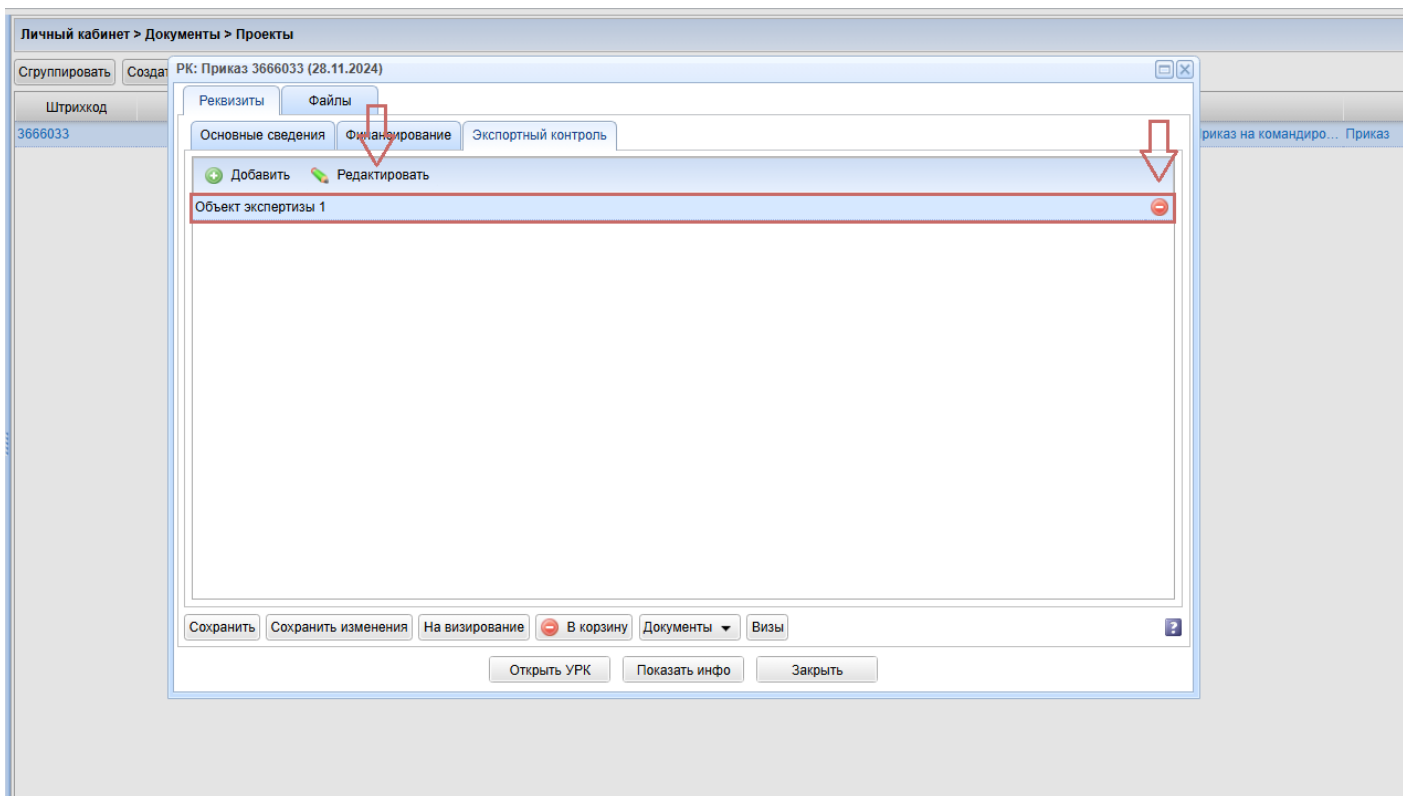 Личный кабинет > Документы > Проекты
Сгруппировать
РК: Приказ 3666033 (28.11.2024)
Реквизиты Файлы
Штрихкод
Основные сведения Финансирование Экспортный контроль
3666033 на командиро... Приказ
Добавить Редактировать
Объект экспертизы 1
Сохранить Сохранить изменения На визирование В корзину Документы Визы ?
Открыть УРК Показать инфо Закрыть